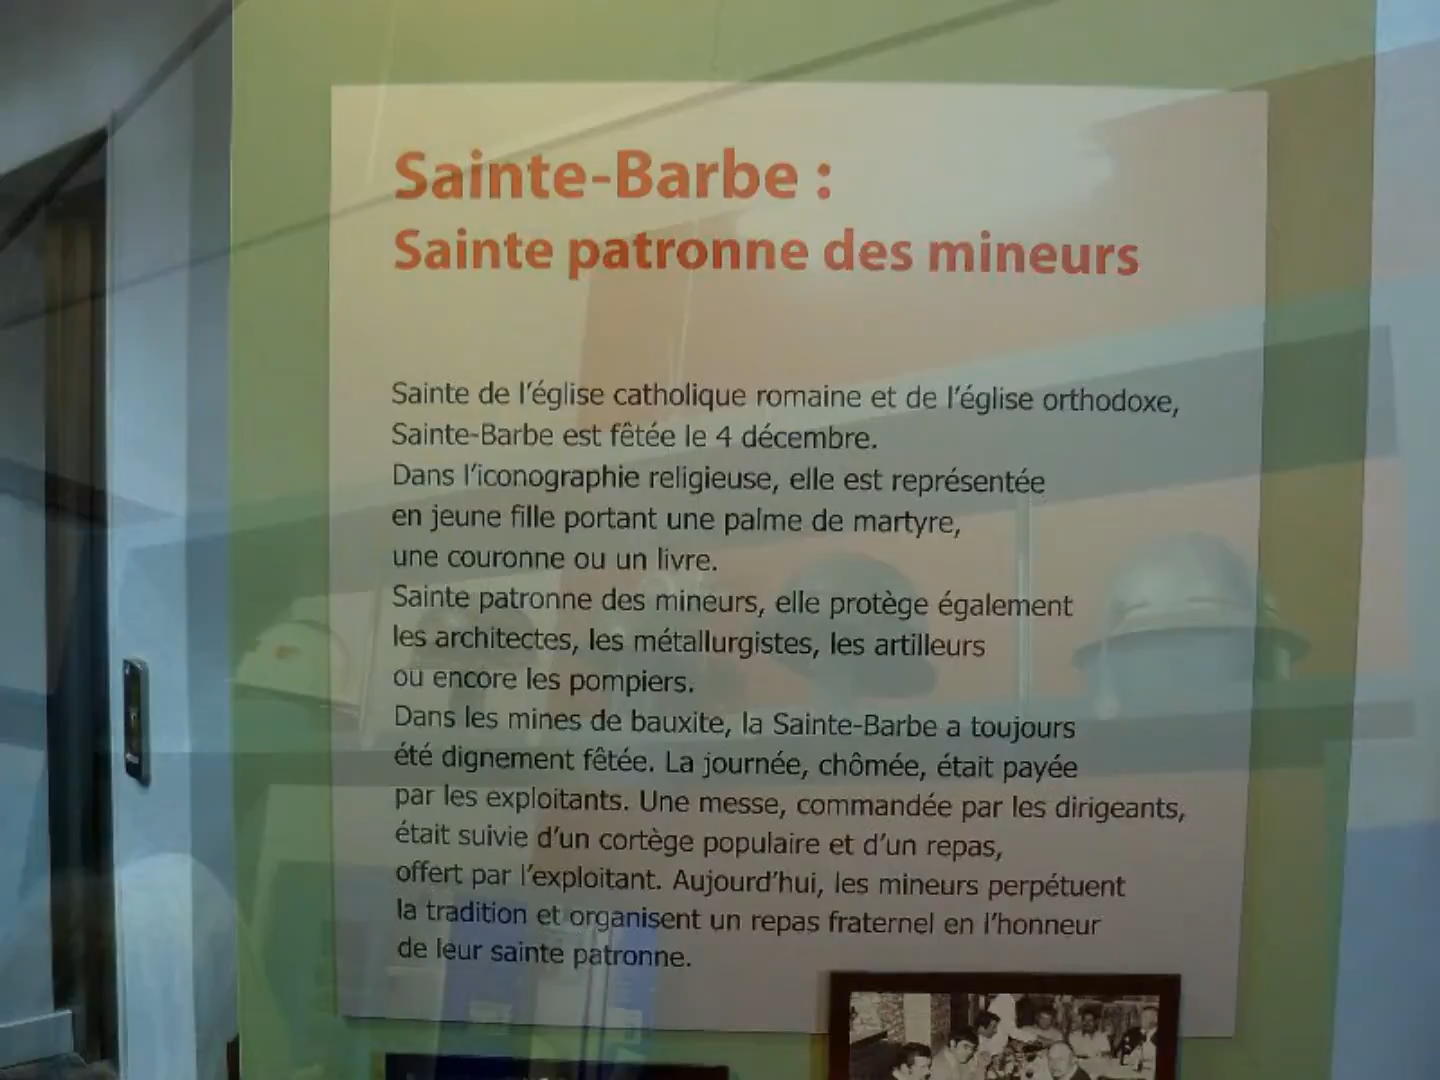 Sainte-Barbe :
Sainte patronne des mineurs
Sainte de l'église catholique romaine et de l'église orthodoxe,
Sainte-Barbe est fêtée le 4 décembre.
Dans l'iconographie religieuse, elle est représentée
en jeune fille portant une palme de martyre,
une couronne ou un livre.
Sainte patronne des mineurs, elle protège également
les architectes, les métallurgistes, les artilleurs
ou encore les pompiers.
Dans les mines de bauxite, la Sainte-Barbe a toujours
été dignement fêtée. La journée, chômée, était payée
par les exploitants. Une messe, commandée par les dirigeants,
était suivie d'un cortège populaire et d'un repas,
offert par l'exploitant. Aujourd'hui, les mineurs perpétuent
la tradition et organisent un repas fraternel en l'honneur
de leur sainte patronne.